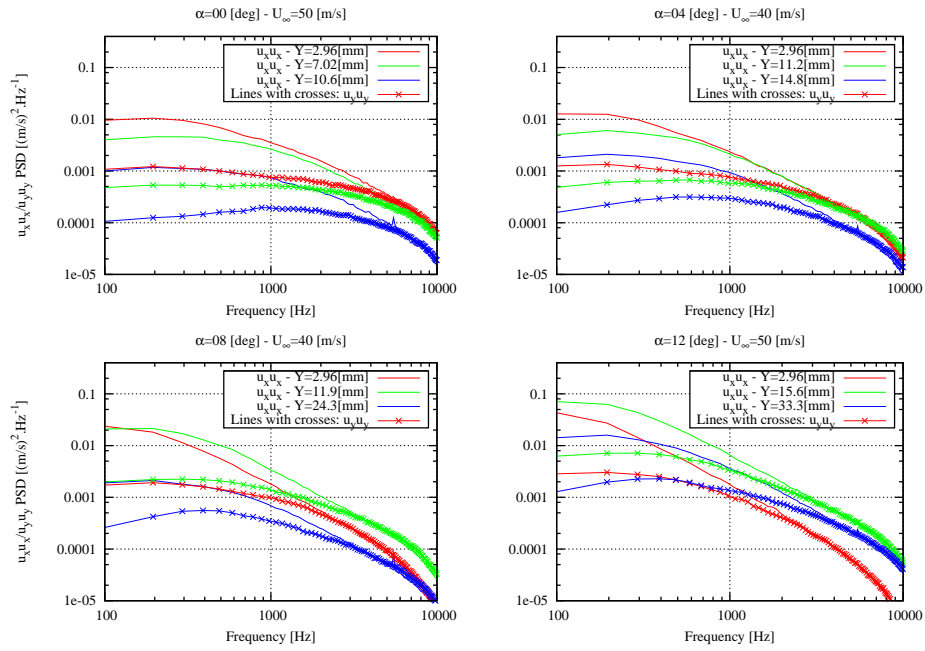 α=00 [deg] - U∞=50 [m/s]
uxux/uyuy PSD [(m/s)2.Hz-1]
0.1
0.01
0.001
0.0001
1e-05
100
1000
10000
Frequency [Hz]
uxux - Y=2.96[mm]
uxux - Y=7.02[mm]
uxux - Y=10.6[mm]
Lines with crosses: uyuy
α=04 [deg] - U∞=40 [m/s]
0.1
0.01
0.001
0.0001
1e-05
100
1000
10000
Frequency [Hz]
uxux - Y=2.96[mm]
uxux - Y=11.2[mm]
uxux - Y=14.8[mm]
Lines with crosses: uyuy
α=08 [deg] - U∞=40 [m/s]
uxux/uyuy PSD [(m/s)2.Hz-1]
0.1
0.01
0.001
0.0001
1e-05
100
1000
10000
Frequency [Hz]
uxux - Y=2.96[mm]
uxux - Y=11.9[mm]
uxux - Y=24.3[mm]
Lines with crosses: uyuy
α=12 [deg] - U∞=50 [m/s]
0.1
0.01
0.001
0.0001
1e-05
100
1000
10000
Frequency [Hz]
uxux - Y=2.96[mm]
uxux - Y=15.6[mm]
uxux - Y=33.3[mm]
Lines with crosses: uyuy